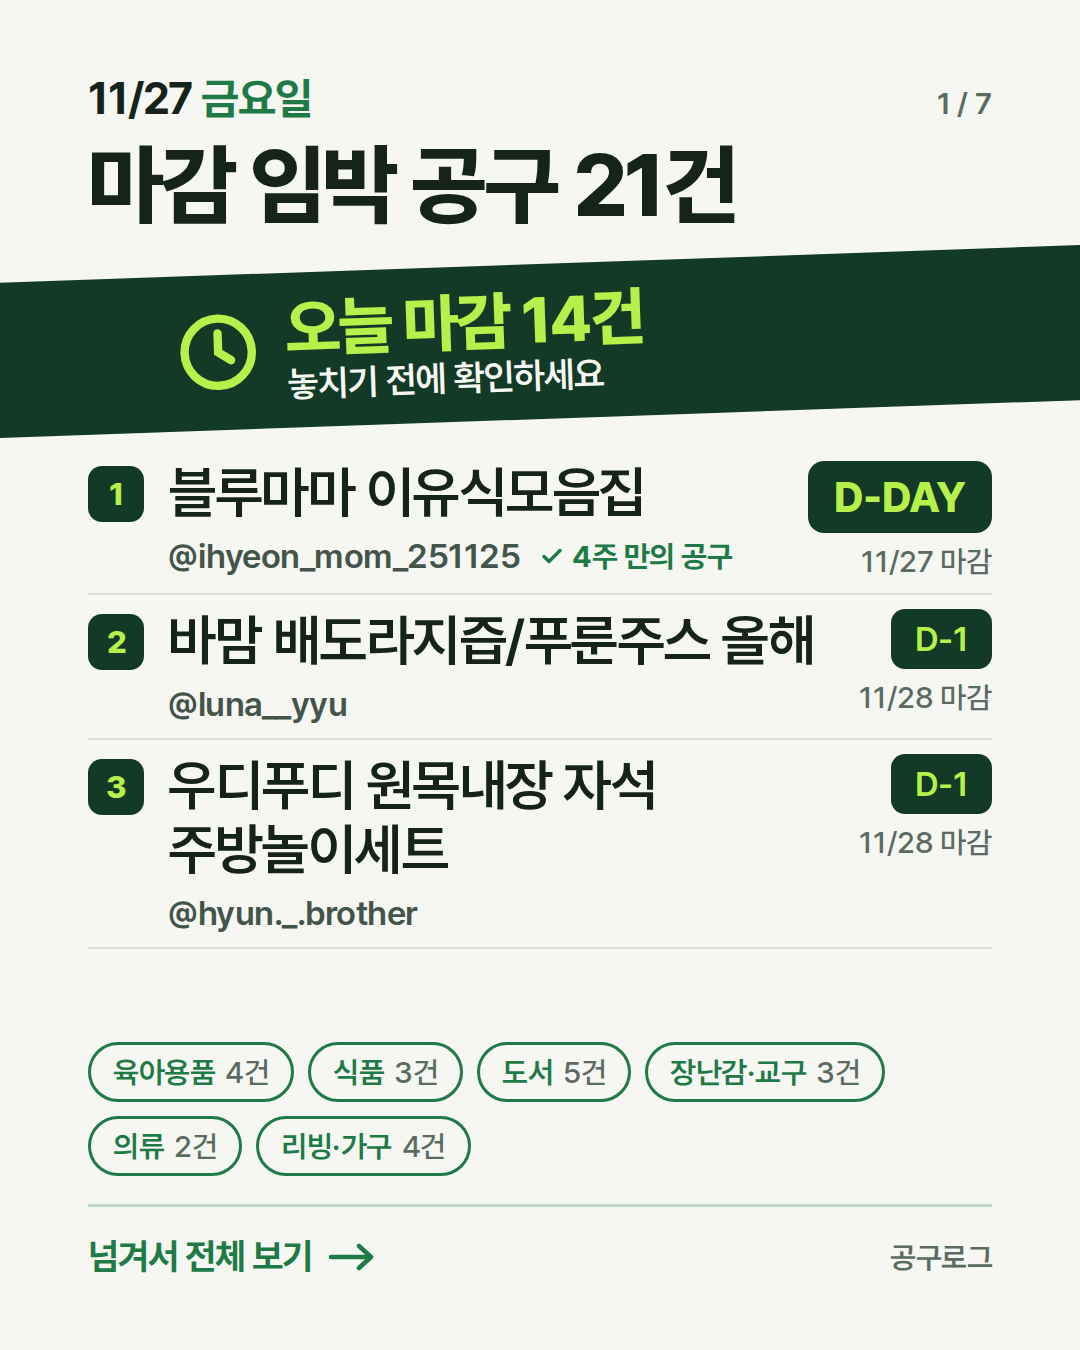 11/27 금요일
1 / 7
마감 임박 공구 21건
오늘 마감 14건
놓치기 전에 확인하세요
1 블루마마 이유식모음집 D-DAY
@ihyeon_mom_251125 ✓ 4주 만의 공구 11/27 마감
2 바맘 배도라지즙/푸룬주스 올해 D-1
@luna__yyu 11/28 마감
3 우디푸디 원목내장 자석 D-1
주방놀이세트 11/28 마감
@hyun._.brother
육아용품 4건 식품 3건 도서 5건 장난감·교구 3건
의류 2건 리빙·가구 4건
넘겨서 전체 보기 →
공구로그